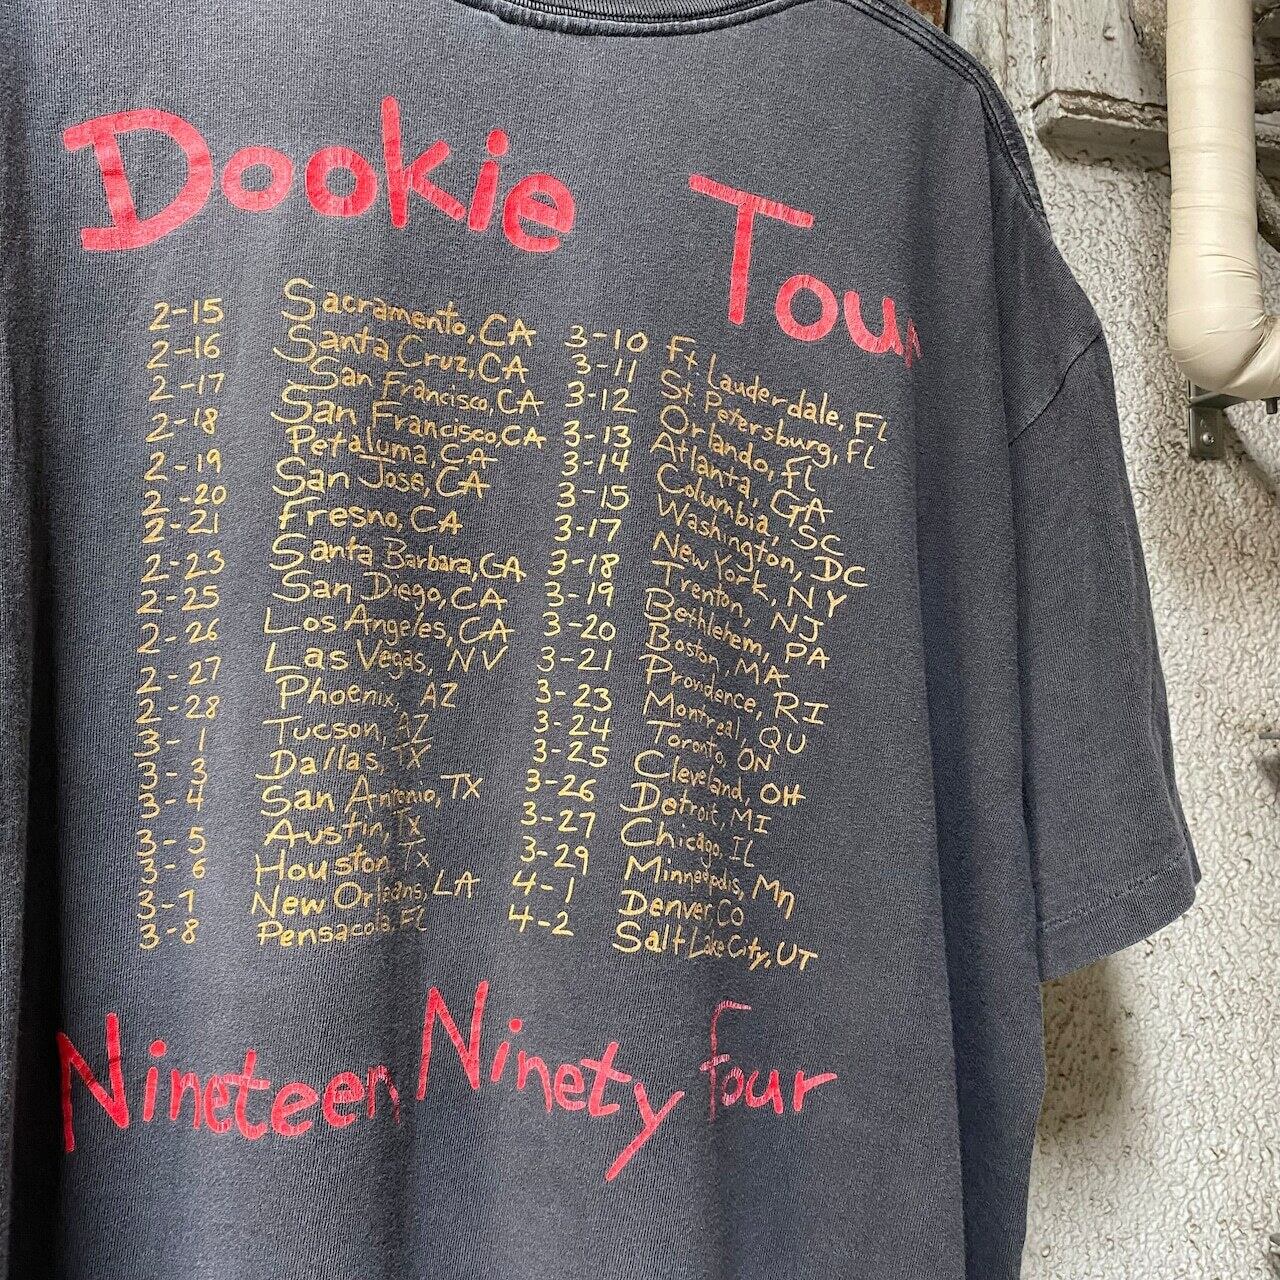 Dookie Tour
2-15 Sacramento, CA
2-16 Santa Cruz, CA
2-17 San Francisco, CA
2-18 San Francisco, CA
2-19 Petaluma, CA
2-20 San Jose, CA
2-21 Fresno, CA
2-23 Santa Barbara, CA
2-25 San Diego, CA
2-26 Los Angeles, CA
2-27 Las Vegas, NV
2-28 Phoenix, AZ
3-1 Tucson, AZ
3-3 Dallas, TX
3-4 San Antonio, TX
3-5 Austin, Tx
3-6 Houston, Tx
3-7 New Orleans, LA
3-8 Pensacola, FL
3-10 Ft Lauderdale, FL
3-11 St Petersburg, FL
3-12 Orlando, FL
3-13 Atlanta, GA
3-14 Columbia, SC
3-15 Washington, DC
3-17 New York, NY
3-18 Trenton, NJ
3-19 Bethlehem, PA
3-20 Boston, MA
3-21 Providence, RI
3-23 Montreal, QU
3-24 Toronto, ON
3-25 Cleveland, OH
3-26 Detroit, MI
3-27 Chicago, IL
3-29 Minneapolis, Mn
4-1 Denver, CO
4-2 Salt Lake City, UT
Nineteen Ninety Four